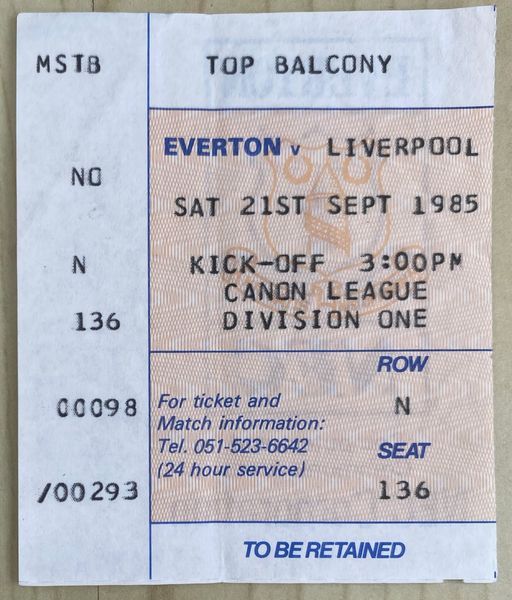 MSTB
NO
N
136
00098
/00293
TOP BALCONY
EVERTON v LIVERPOOL
SAT 21ST SEPT 1985
KICK-OFF 3:00PM
CANON LEAGUE
DIVISION ONE
ROW
N
SEAT
136
For ticket and
Match information:
Tel. 051-523-6642
(24 hour service)
TO BE RETAINED